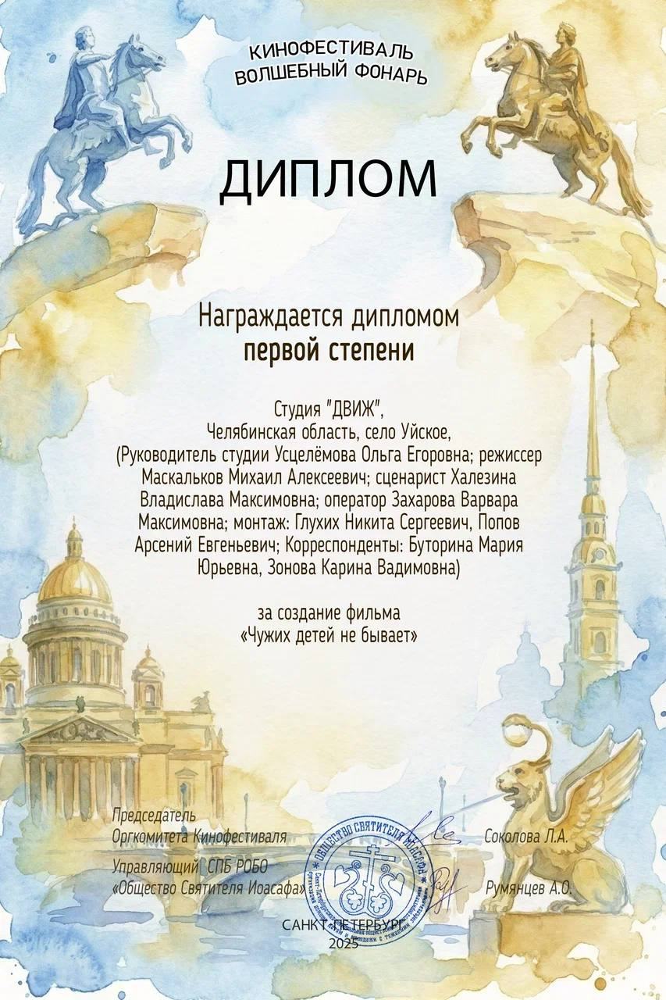 КИНОФЕСТИВАЛЬ
ВОЛШЕБНЫЙ ФОНАРЬ
ДИПЛОМ
Награждается дипломом
первой степени
Студия "ДВИЖ",
Челябинская область, село Уйское,
(Руководитель студии Усцелёмова Ольга Егоровна; режиссер
Маскальков Михаил Алексеевич; сценарист Халезина
Владислава Максимовна; оператор Захарова Варвара
Максимовна; монтаж: Глухих Никита Сергеевич, Попов
Арсений Евгеньевич; Корреспонденты: Буторина Мария
Юрьевна, Зонова Карина Вадимовна)
за создание фильма
«Чужих детей не бывает»
Председатель
Оргкомитета Кинофестиваля
Соколова Л.А.
Управляющий СПБ РОБО
«Общество Святителя Иоасафа»
Румянцев А.О.
ОБЩЕСТВО СВЯТИТЕЛЯ ИОАСАФА
САНКТ-ПЕТЕРБУРГ
2025